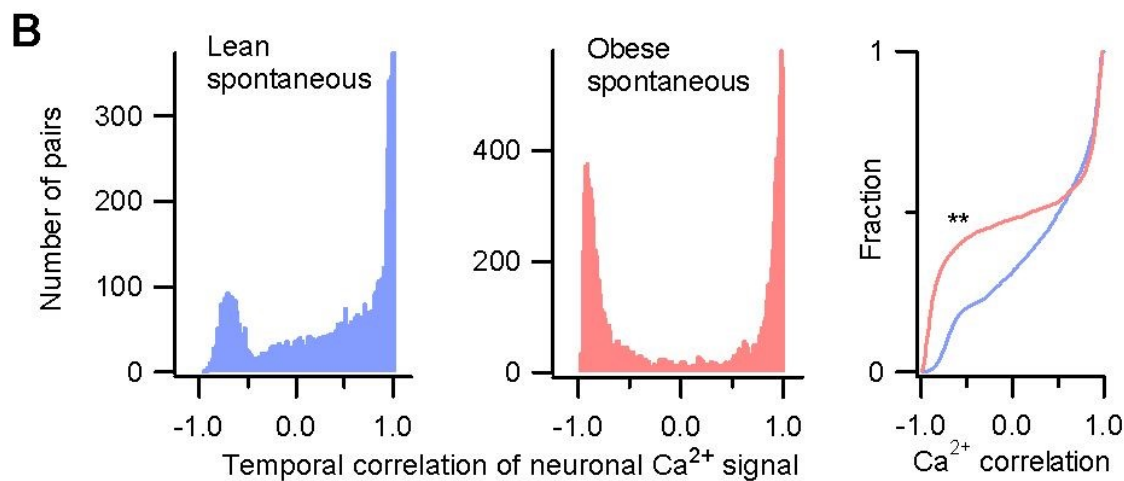 B
Lean
spontaneous
Number of pairs
300
200
100
0
-1.0 0.0 1.0
Obese
spontaneous
400
200
0
-1.0 0.0 1.0
Temporal correlation of neuronal Ca²⁺ signal
1
Fraction
**
0
-1.0 0.0 1.0
Ca²⁺ correlation